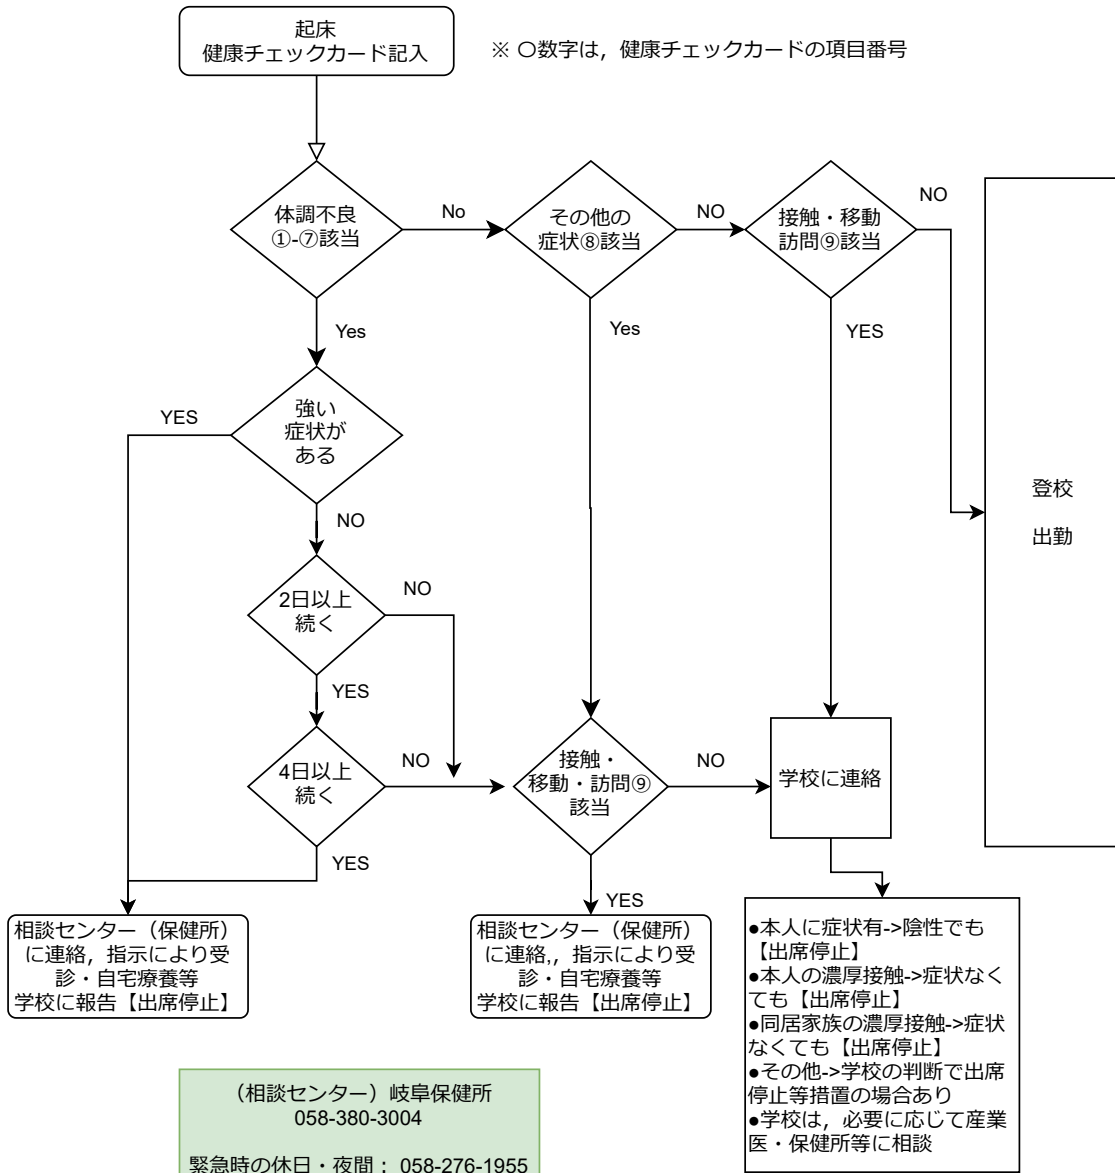 起床
健康チェックカード記入
※ 〇数字は，健康チェックカードの項目番号
体調不良
①-⑦該当
No
その他の
症状⑧該当
NO
接触・移動
訪問⑨該当
NO
Yes
Yes
YES
強い
症状が
ある
YES
NO
登校
出勤
2日以上
続く
NO
YES
4日以上
続く
NO
接触・
移動・訪問⑨
該当
NO
学校に連絡
YES
YES
相談センター（保健所）
に連絡，指示により受
診・自宅療養等
学校に報告【出席停止】
相談センター（保健所）
に連絡,，指示により受
診・自宅療養等
学校に報告【出席停止】
●本人に症状有->陰性でも
【出席停止】
●本人の濃厚接触->症状なく
ても【出席停止】
●同居家族の濃厚接触->症状
なくても【出席停止】
●その他->学校の判断で出席
停止等措置の場合あり
●学校は，必要に応じて産業
医・保健所等に相談
（相談センター）岐阜保健所
058-380-3004
緊急時の休日・夜間： 058-276-1955